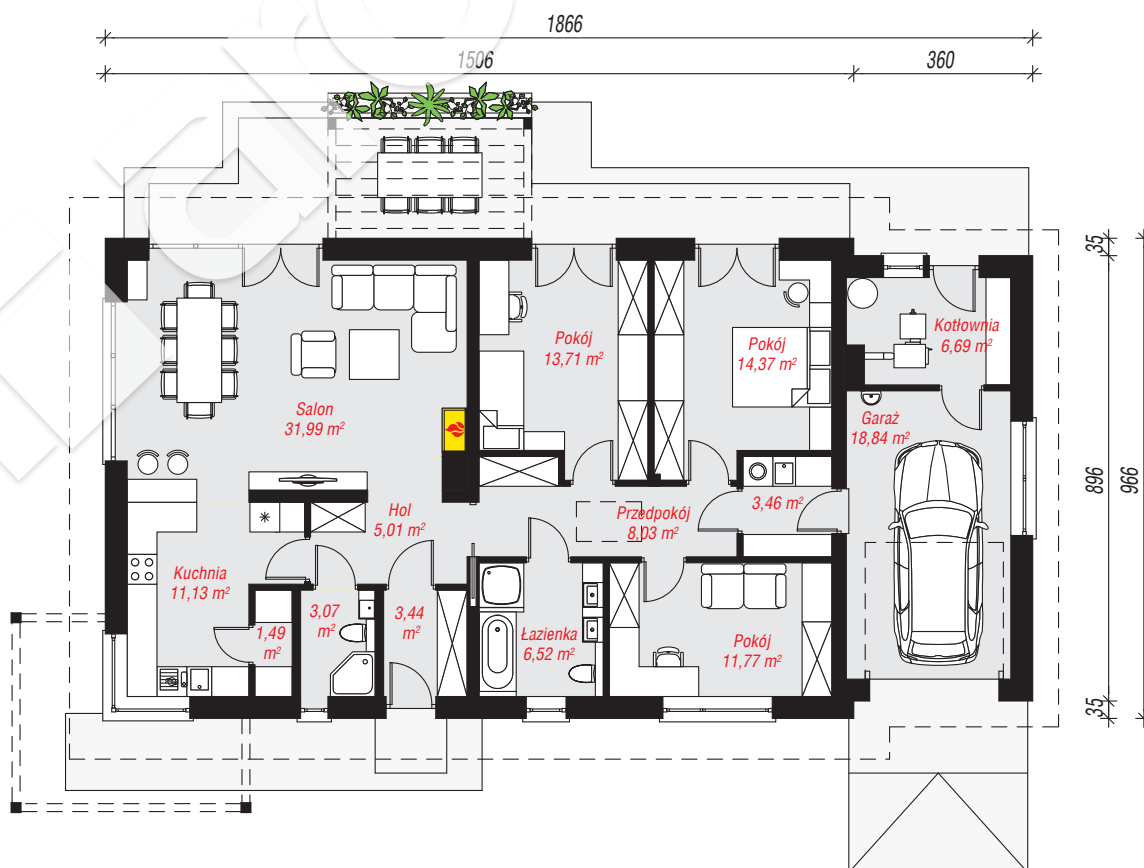 1866
1506
360
Pokój
13,71 m²
Pokój
14,37 m²
Kotłownia
6,69 m²
Salon
31,99 m²
Garaż
18,84 m²
Hol
5,01 m²
Przedpokój
8,03 m²
3,46 m²
Kuchnia
11,13 m²
1,49
m²
3,07
m²
3,44
m²
Łazienka
6,52 m²
Pokój
11,77 m²
35
896
966
35